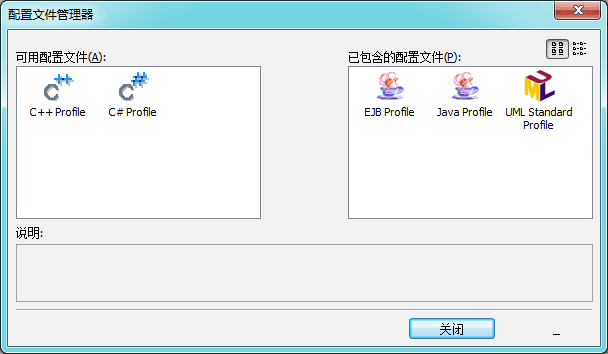 配置文件管理器
可用配置文件(A):
已包含的配置文件(P):
C++ Profile
C# Profile
EJB Profile
Java Profile
UML Standard
Profile
说明:
关闭